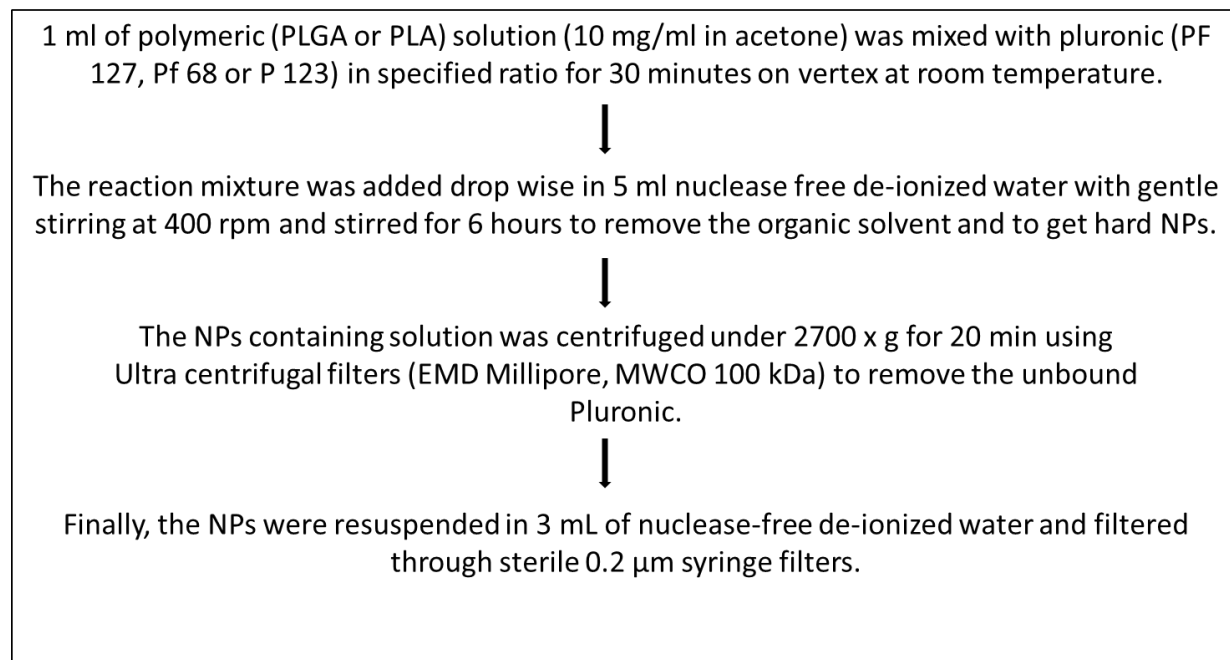 1 ml of polymeric (PLGA or PLA) solution (10 mg/ml in acetone) was mixed with pluronic (PF
127, Pf 68 or P 123) in specified ratio for 30 minutes on vertex at room temperature.
The reaction mixture was added drop wise in 5 ml nuclease free de-ionized water with gentle
stirring at 400 rpm and stirred for 6 hours to remove the organic solvent and to get hard NPs.
The NPs containing solution was centrifuged under 2700 x g for 20 min using
Ultra centrifugal filters (EMD Millipore, MWCO 100 kDa) to remove the unbound
Pluronic.
Finally, the NPs were resuspended in 3 mL of nuclease-free de-ionized water and filtered
through sterile 0.2 µm syringe filters.